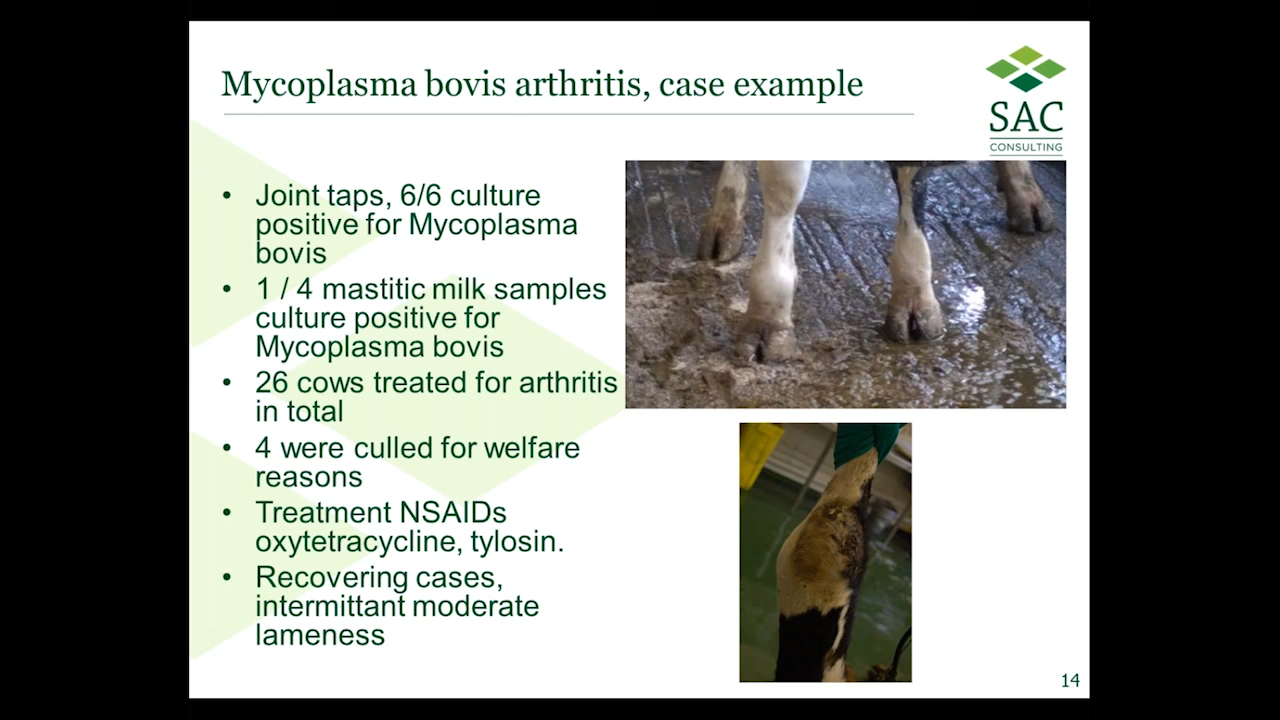 Mycoplasma bovis arthritis, case example
SAC
CONSULTING
• Joint taps, 6/6 culture
positive for Mycoplasma
bovis
• 1 / 4 mastitic milk samples
culture positive for
Mycoplasma bovis
• 26 cows treated for arthritis
in total
• 4 were culled for welfare
reasons
• Treatment NSAIDs
oxytetracycline, tylosin.
• Recovering cases,
intermittant moderate
lameness
14